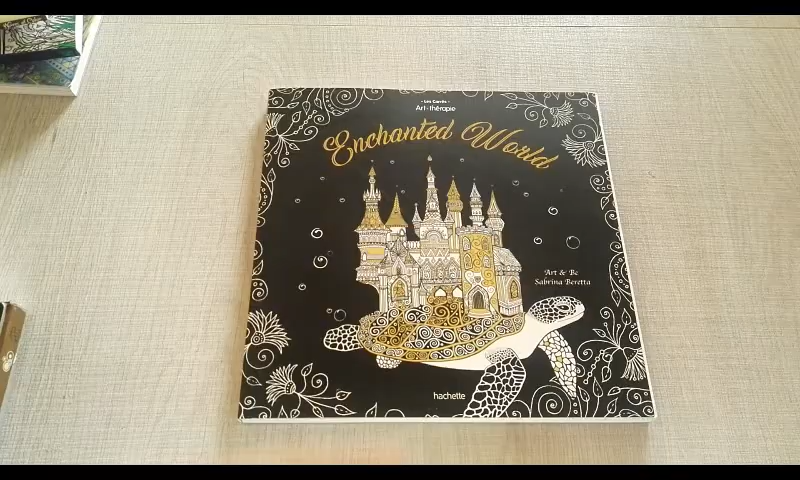 - Les Carrés -
Art-thérapie
Enchanted World
Art & Be
Sabrina Beretta
hachette